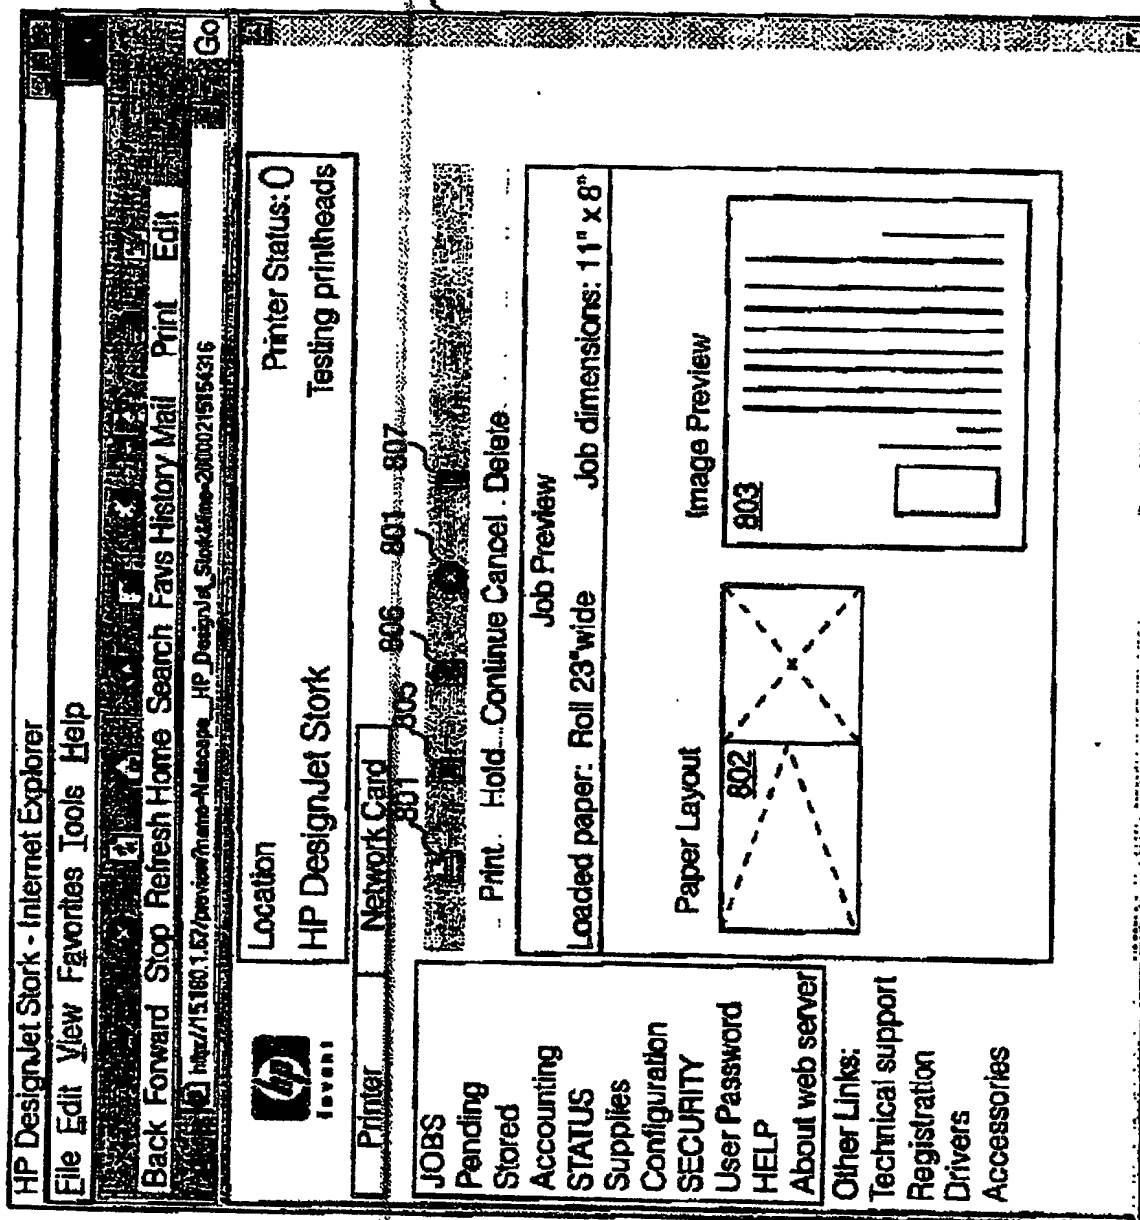 HP DesignJet Stork - Internet Explorer
File Edit View Favorites Tools Help
Back Forward Stop Refresh Home Search Favs History Mail Print Edit
Go
hp
invent
Location
HP DesignJet Stork
Printer Status: O
Testing printheads
Printer Network Card
801 805 806 801 807
Print. Hold Continue Cancel Delete
JOBS
Pending
Stored
Accounting
STATUS
Supplies
Configuration
SECURITY
User Password
HELP
About web server
Other Links:
Technical support
Registration
Drivers
Accessories
Job Preview
Loaded paper: Roll 23"wide Job dimensions: 11" x 8"
Paper Layout
802
Image Preview
803